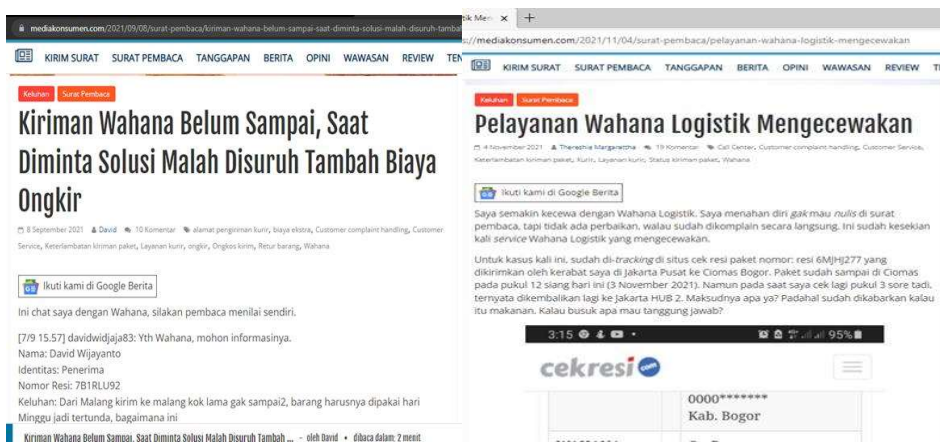 mediakonsumen.com/2021/09/08/surat-pembaca/kiriman-wahana-belum-sampai-saat-diminta-solusi-malah-disuruh-tambah
KIRIM SURAT SURAT PEMBACA TANGGAPAN BERITA OPINI WAWASAN REVIEW TEN
Keluhan Surat Pembaca
Kiriman Wahana Belum Sampai, Saat
Diminta Solusi Malah Disuruh Tambah Biaya
Ongkir
8 September 2021 David 10 Komentar alamat pengiriman kurir, biaya ekstra, Customer complaint handling, Customer
Service, Keterlambatan kiriman paket, Layanan kurir, ongkir, Ongkos kirim, Retur barang, Wahana
Ikuti kami di Google Berita
Ini chat saya dengan Wahana, silakan pembaca menilai sendiri.
[7/9 15.57] davidwidjaja83: Yth Wahana, mohon informasinya.
Nama: David Wijayanto
Identitas: Penerima
Nomor Resi: 7B1RLU92
Keluhan: Dari Malang kirim ke malang kok lama gak sampai2, barang harusnya dipakai hari
Minggu jadi tertunda, bagaimana ini
Kiriman Wahana Belum Sampai, Saat Diminta Solusi Malah Disuruh Tambah ... - oleh David • dibaca dalam: 2 menit
tik Men × +
s://mediakonsumen.com/2021/11/04/surat-pembaca/pelayanan-wahana-logistik-mengecewakan
KIRIM SURAT SURAT PEMBACA TANGGAPAN BERITA OPINI WAWASAN REVIEW T
Keluhan Surat Pembaca
Pelayanan Wahana Logistik Mengecewakan
4 November 2021 Thereshia Margaretha 19 Komentar Call Center, Customer complaint handling, Customer Service,
Keterlambatan kiriman paket, Kurir, Layanan kurir, Status kiriman paket, Wahana
Ikuti kami di Google Berita
Saya semakin kecewa dengan Wahana Logistik. Saya menahan diri gak mau nulis di surat
pembaca, tapi tidak ada perbaikan, walau sudah dikomplain secara langsung. Ini sudah kesekian
kali service Wahana Logistik yang mengecewakan.
Untuk kasus kali ini, sudah di-tracking di situs cek resi paket nomor: resi 6MJHJ277 yang
dikirimkan oleh kerabat saya di Jakarta Pusat ke Ciomas Bogor. Paket sudah sampai di Ciomas
pada pukul 12 siang hari ini (3 November 2021). Namun pada saat saya cek lagi pukul 3 sore tadi,
ternyata dikembalikan lagi ke Jakarta HUB 2. Maksudnya apa ya? Padahal sudah dikabarkan kalau
itu makanan. Kalau busuk apa mau tanggung jawab?
3:15 95%
cekresi.com
0000*******
Kab. Bogor